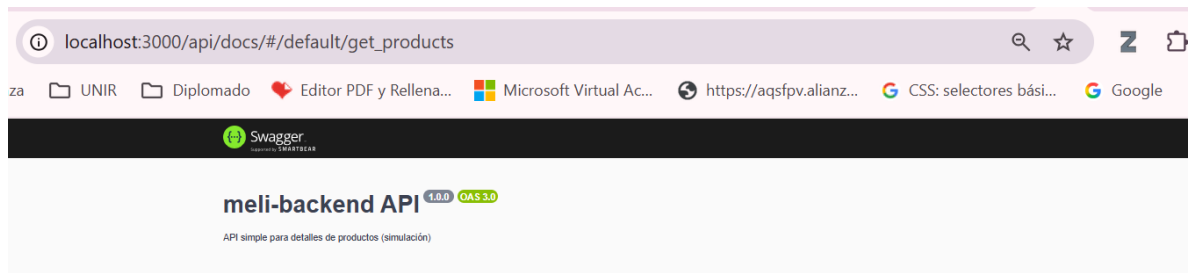 localhost:3000/api/docs/#/default/get_products
za UNIR Diplomado Editor PDF y Rellena... Microsoft Virtual Ac... https://aqsfpv.alianz... CSS: selectores bási... Google
Swagger
Supported by SMARTBEAR
meli-backend API 1.0.0 OAS 3.0
API simple para detalles de productos (simulación)